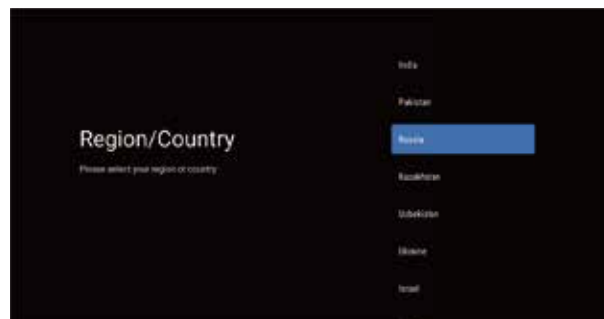 Region/Country
Please select your region or country
India
Pakistan
Russia
Kazakhstan
Uzbekistan
Ukraine
Israel